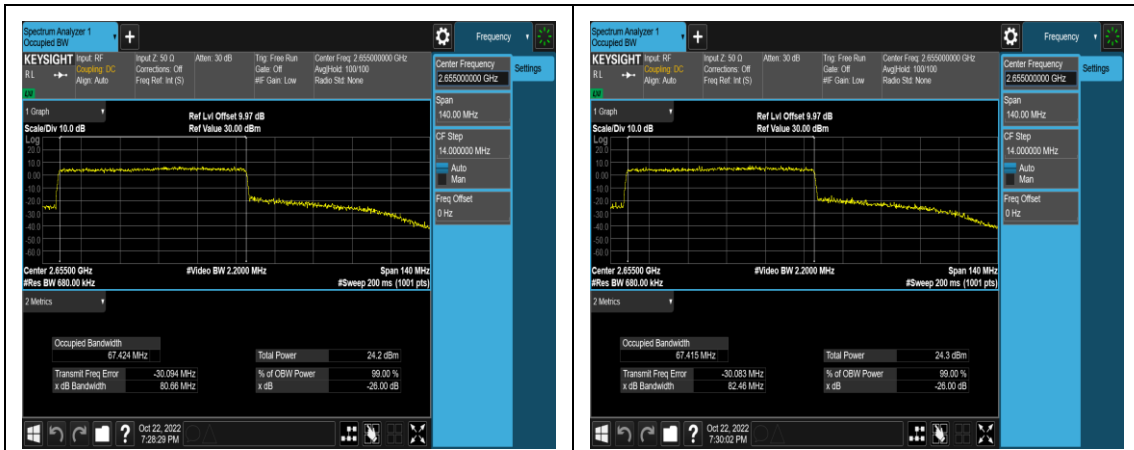 Spectrum Analyzer 1
Occupied BW
Frequency
KEYSIGHT
RL
Input: RF
Coupling: DC
Align: Auto
Input Z: 50 Ω
Corrections: Off
Freq Ref: Int (S)
Atten: 30 dB
Trig: Free Run
Gate: Off
#IF Gain: Low
Center Freq: 2.655000000 GHz
Avg|Hold: 100/100
Radio Std: None
Center Frequency
2.655000000 GHz
Settings
Span
140.00 MHz
CF Step
14.000000 MHz
Auto
Man
Freq Offset
0 Hz
1 Graph
Scale/Div 10.0 dB
Ref Lvl Offset 9.97 dB
Ref Value 30.00 dBm
Log
20.0
10.0
0.00
-10.0
-20.0
-30.0
-40.0
-50.0
-60.0
Center 2.65500 GHz
#Video BW 2.2000 MHz
Span 140 MHz
#Res BW 680.00 kHz
#Sweep 200 ms (1001 pts)
2 Metrics
Occupied Bandwidth
67.424 MHz
Total Power 24.2 dBm
Transmit Freq Error -30.094 MHz
% of OBW Power 99.00 %
x dB Bandwidth 80.66 MHz
x dB -26.00 dB
Oct 22, 2022
7:28:29 PM
Spectrum Analyzer 1
Occupied BW
Frequency
KEYSIGHT
RL
Input: RF
Coupling: DC
Align: Auto
Input Z: 50 Ω
Corrections: Off
Freq Ref: Int (S)
Atten: 30 dB
Trig: Free Run
Gate: Off
#IF Gain: Low
Center Freq: 2.655000000 GHz
Avg|Hold: 100/100
Radio Std: None
Center Frequency
2.655000000 GHz
Settings
Span
140.00 MHz
CF Step
14.000000 MHz
Auto
Man
Freq Offset
0 Hz
1 Graph
Scale/Div 10.0 dB
Ref Lvl Offset 9.97 dB
Ref Value 30.00 dBm
Log
20.0
10.0
0.00
-10.0
-20.0
-30.0
-40.0
-50.0
-60.0
Center 2.65500 GHz
#Video BW 2.2000 MHz
Span 140 MHz
#Res BW 680.00 kHz
#Sweep 200 ms (1001 pts)
2 Metrics
Occupied Bandwidth
67.415 MHz
Total Power 24.3 dBm
Transmit Freq Error -30.083 MHz
% of OBW Power 99.00 %
x dB Bandwidth 82.46 MHz
x dB -26.00 dB
Oct 22, 2022
7:30:02 PM